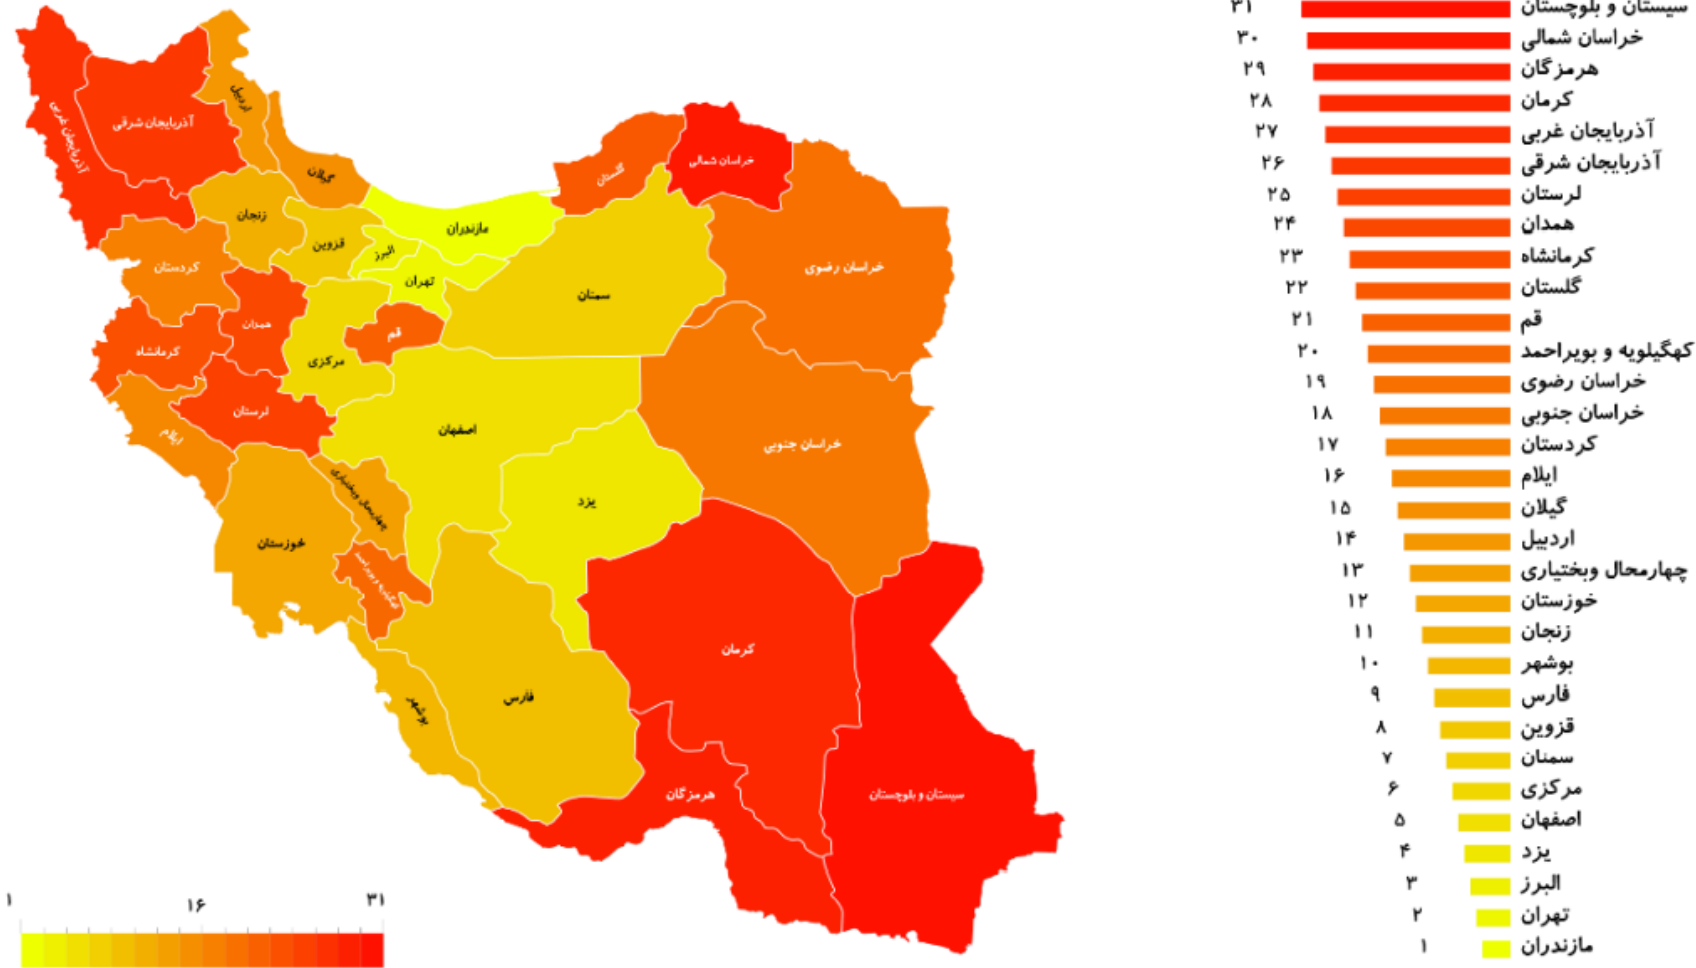 آذربایجان غربی
آذربایجان شرقی
اردبیل
گیلان
زنجان
قزوین
البرز
مازندران
تهران
گلستان
خراسان شمالی
خراسان رضوی
سمنان
کردستان
همدان
کرمانشاه
مرکزی
قم
لرستان
ایلام
اصفهان
خراسان جنوبی
یزد
چهارمحال وبختیاری
خوزستان
کهگیلویه و بویراحمد
کرمان
فارس
بوشهر
هرمزگان
سیستان و بلوچستان
۱ ۱۶ ۳۱
سیستان و بلوچستان ۳۱
خراسان شمالی ۳۰
هرمزگان ۲۹
کرمان ۲۸
آذربایجان غربی ۲۷
آذربایجان شرقی ۲۶
لرستان ۲۵
همدان ۲۴
کرمانشاه ۲۳
گلستان ۲۲
قم ۲۱
کهگیلویه و بویراحمد ۲۰
خراسان رضوی ۱۹
خراسان جنوبی ۱۸
کردستان ۱۷
ایلام ۱۶
گیلان ۱۵
اردبیل ۱۴
چهارمحال وبختیاری ۱۳
خوزستان ۱۲
زنجان ۱۱
بوشهر ۱۰
فارس ۹
قزوین ۸
سمنان ۷
مرکزی ۶
اصفهان ۵
یزد ۴
البرز ۳
تهران ۲
مازندران ۱